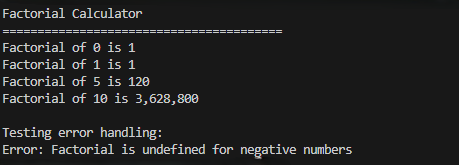 Factorial Calculator
========================================
Factorial of 0 is 1
Factorial of 1 is 1
Factorial of 5 is 120
Factorial of 10 is 3,628,800

Testing error handling:
Error: Factorial is undefined for negative numbers